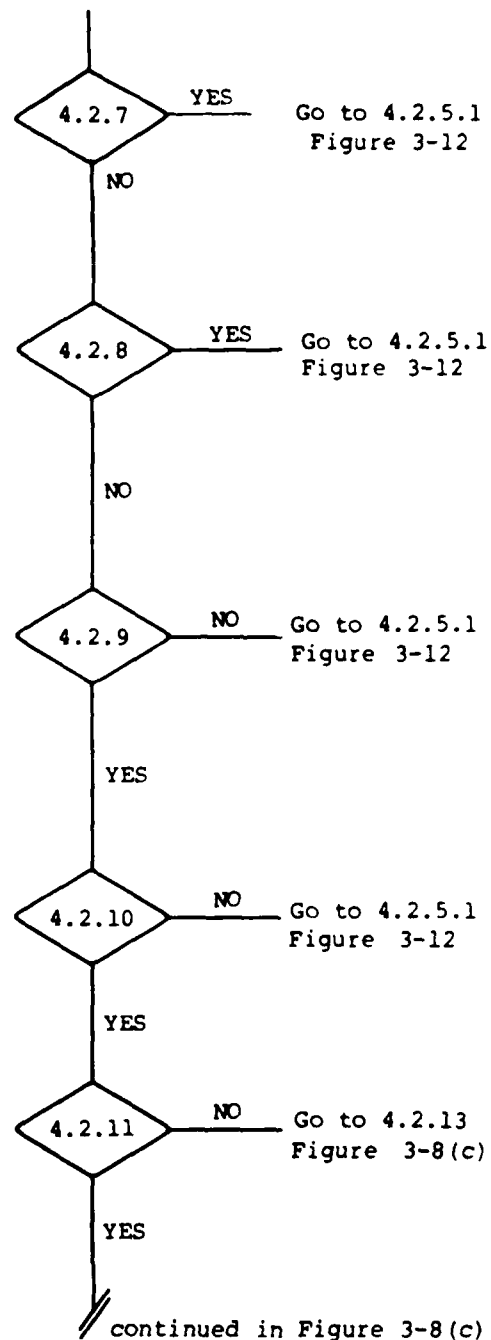 4.2.7
YES
Go to 4.2.5.1
Figure 3-12
NO
4.2.8
YES
Go to 4.2.5.1
Figure 3-12
NO
4.2.9
NO
Go to 4.2.5.1
Figure 3-12
YES
4.2.10
NO
Go to 4.2.5.1
Figure 3-12
YES
4.2.11
NO
Go to 4.2.13
Figure 3-8(c)
YES
continued in Figure 3-8(c)